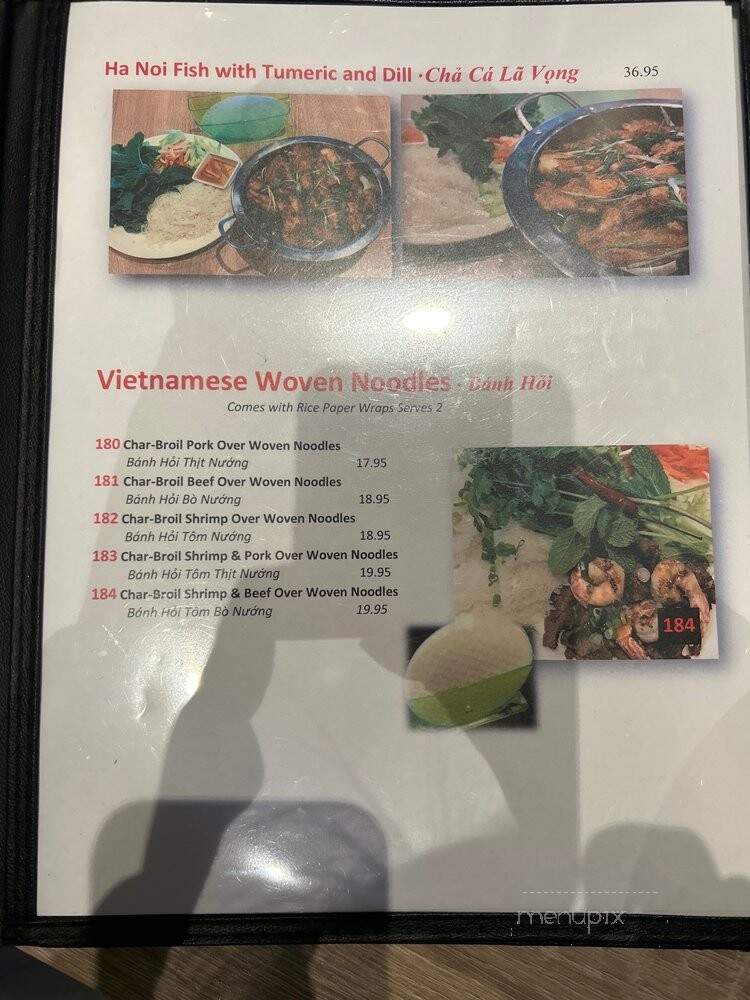 Ha Noi Fish with Tumeric and Dill · Chả Cá Lã Vọng 36.95
Vietnamese Woven Noodles · Bánh Hỏi
Comes with Rice Paper Wraps Serves 2
180 Char-Broil Pork Over Woven Noodles
Bánh Hỏi Thịt Nướng 17.95
181 Char-Broil Beef Over Woven Noodles
Bánh Hỏi Bò Nướng 18.95
182 Char-Broil Shrimp Over Woven Noodles
Bánh Hỏi Tôm Nướng 18.95
183 Char-Broil Shrimp & Pork Over Woven Noodles
Bánh Hỏi Tôm Thịt Nướng 19.95
184 Char-Broil Shrimp & Beef Over Woven Noodles
Bánh Hỏi Tôm Bò Nướng 19.95
184
menupix